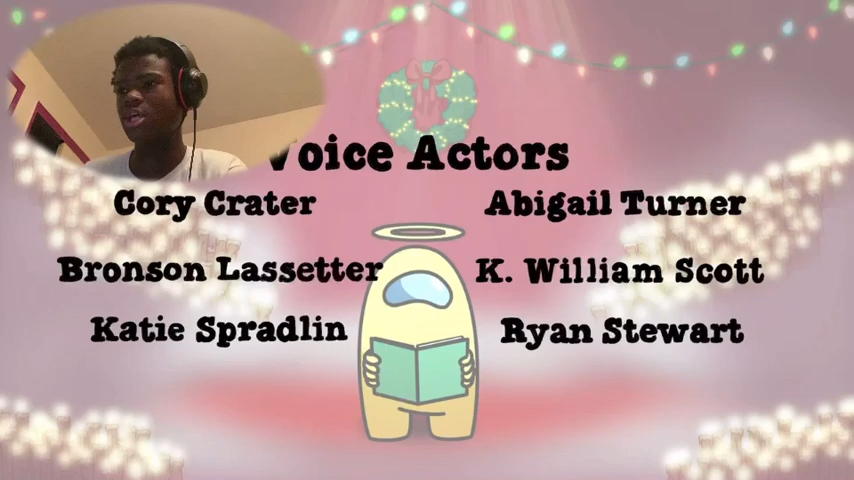 Voice Actors
Cory Crater
Abigail Turner
Bronson Lassetter
K. William Scott
Katie Spradlin
Ryan Stewart